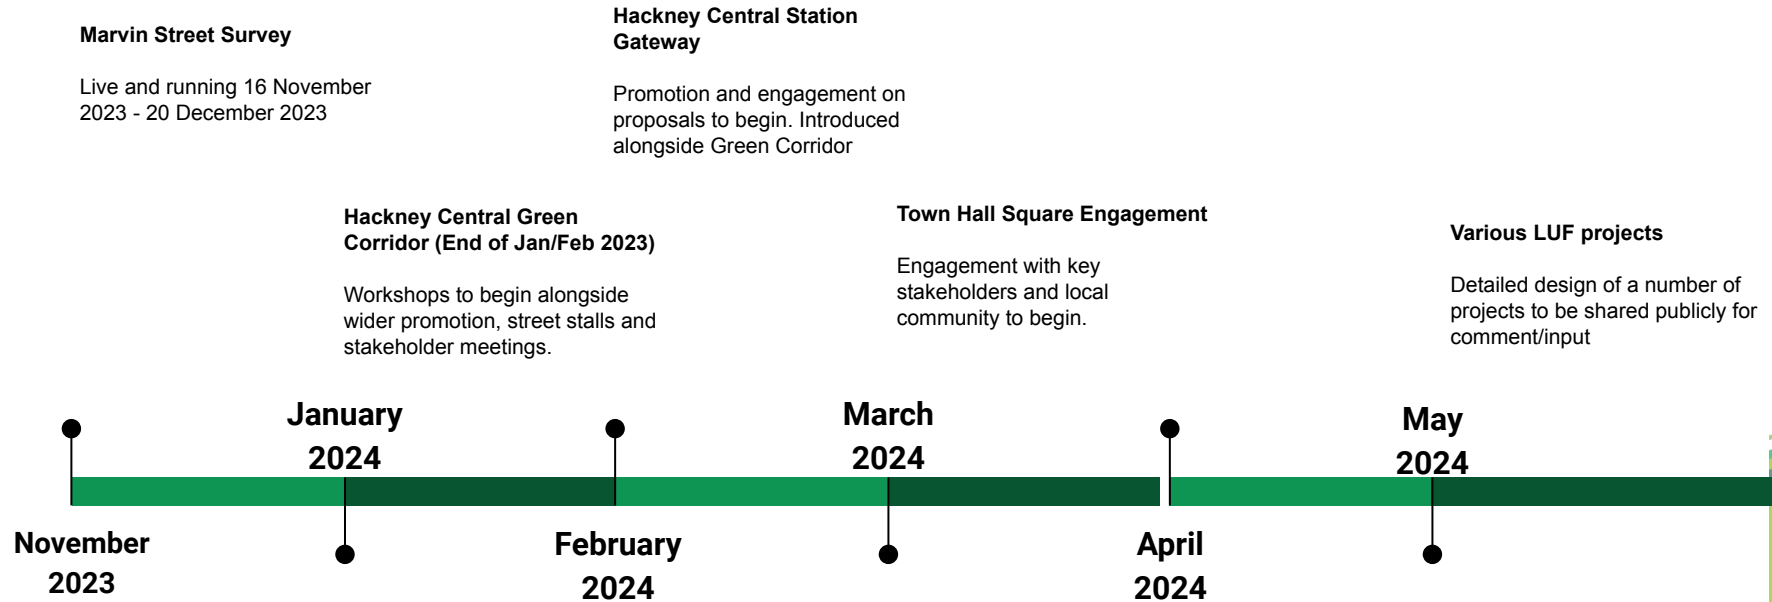 Marvin Street Survey
Live and running 16 November
2023 - 20 December 2023
Hackney Central Station
Gateway
Promotion and engagement on
proposals to begin. Introduced
alongside Green Corridor
Hackney Central Green
Corridor (End of Jan/Feb 2023)
Workshops to begin alongside
wider promotion, street stalls and
stakeholder meetings.
Town Hall Square Engagement
Engagement with key
stakeholders and local
community to begin.
Various LUF projects
Detailed design of a number of
projects to be shared publicly for
comment/input
November
2023
January
2024
February
2024
March
2024
April
2024
May
2024